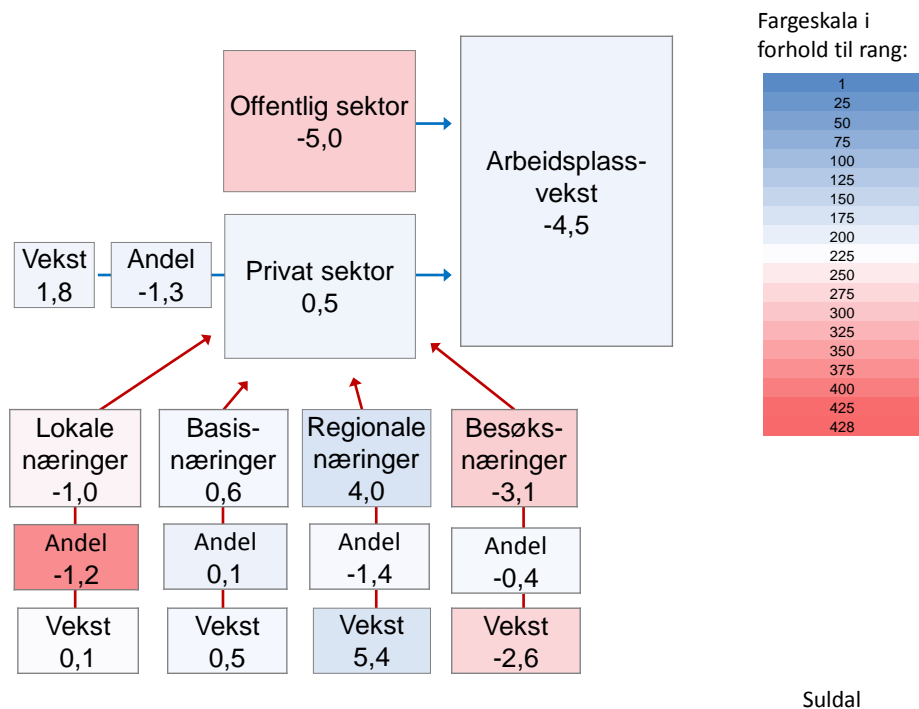 Fargeskala i
forhold til rang:
1
25
50
75
100
125
150
175
200
225
250
275
300
325
350
375
400
425
428
Offentlig sektor
-5,0
Arbeidsplass-
vekst
-4,5
Vekst
1,8
Andel
-1,3
Privat sektor
0,5
Lokale
næringer
-1,0
Basis-
næringer
0,6
Regionale
næringer
4,0
Besøks-
næringer
-3,1
Andel
-1,2
Andel
0,1
Andel
-1,4
Andel
-0,4
Vekst
0,1
Vekst
0,5
Vekst
5,4
Vekst
-2,6
Suldal